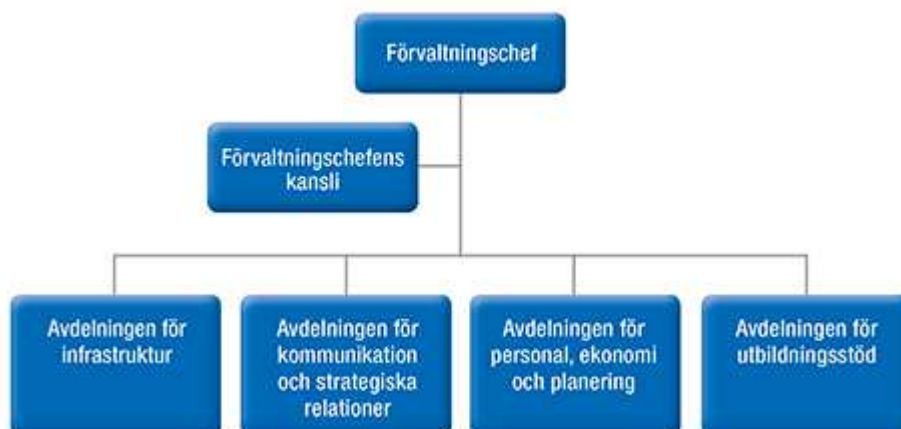 Förvaltningschef
Förvaltningschefens
kansli
Avdelningen för
infrastruktur
Avdelningen för
kommunikation
och strategiska
relationer
Avdelningen för
personal, ekonomi
och planering
Avdelningen för
utbildningsstöd